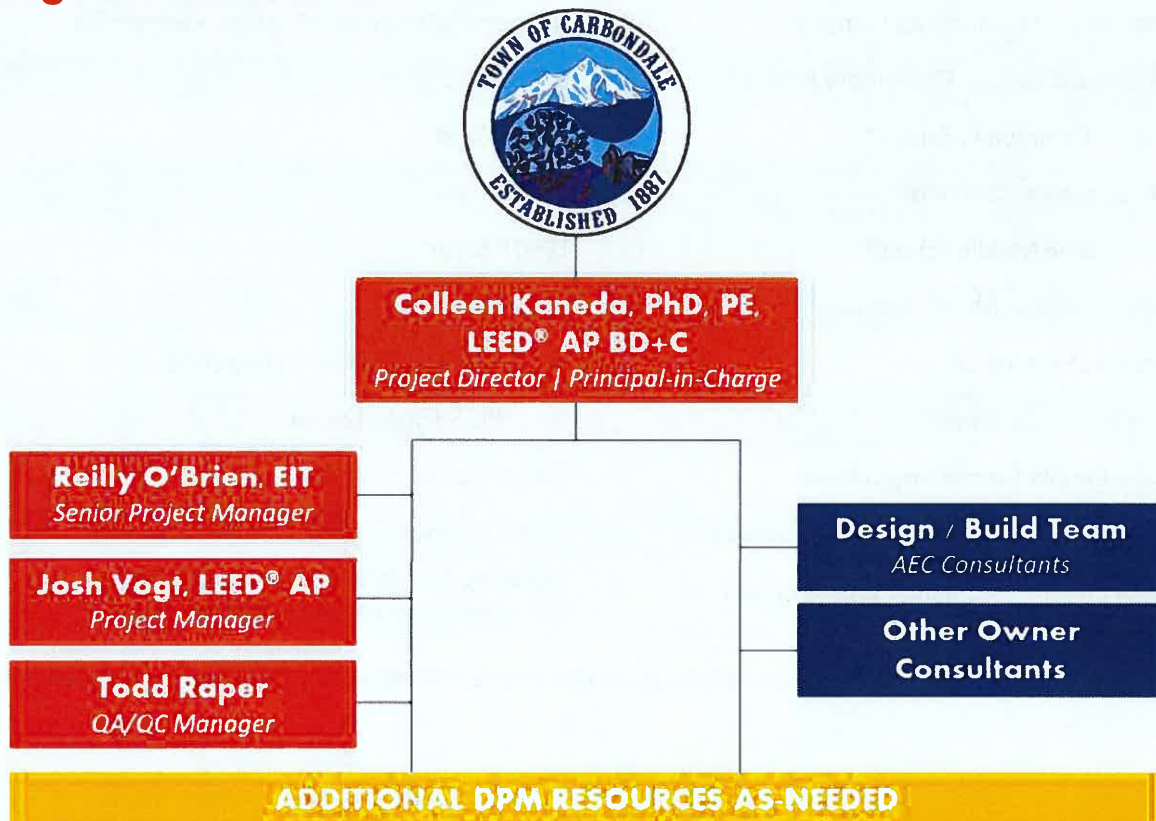 TOWN OF CARBONDALE
ESTABLISHED 1887
Colleen Kaneda, PhD, PE,
LEED® AP BD+C
Project Director | Principal-in-Charge
Reilly O'Brien, EIT
Senior Project Manager
Josh Vogt, LEED® AP
Project Manager
Todd Raper
QA/QC Manager
Design / Build Team
AEC Consultants
Other Owner
Consultants
ADDITIONAL DPM RESOURCES AS-NEEDED